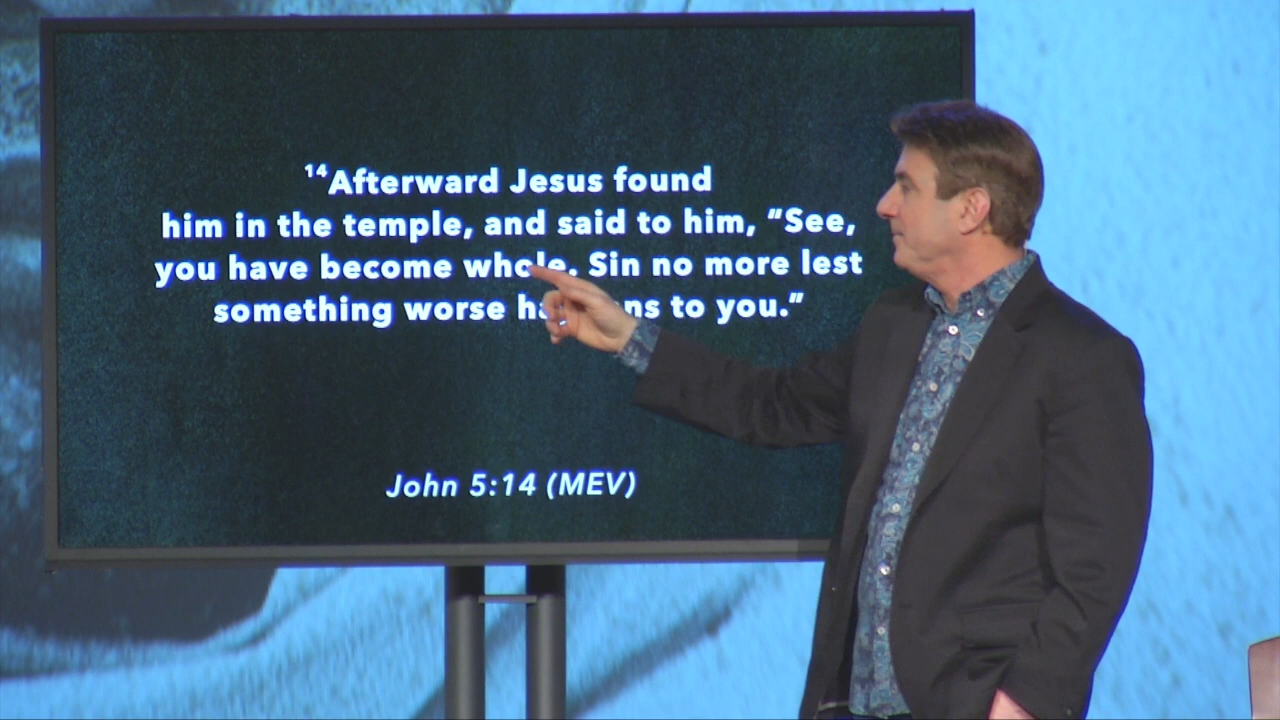 ¹⁴Afterward Jesus found
him in the temple, and said to him, "See,
you have become whole. Sin no more lest
something worse to you."
John 5:14 (MEV)